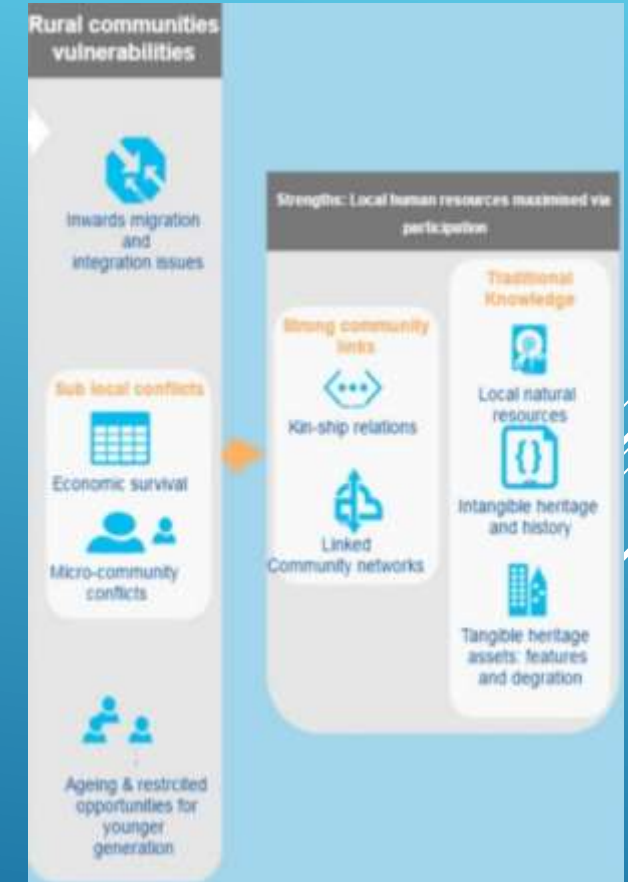 Rural communities
vulnerabilities
Inwards migration
and
integration issues
Sub local conflicts
Economic survival
Micro-community
conflicts
Ageing & restrcited
opportunities for
younger
generation
Strengths: Local human resources maximised via
participation
Strong community
links
Kin-ship relations
Linked
Community networks
Traditional
Knowledge
Local natural
resources
Intangible heritage
and history
Tangible heritage
assets: features
and degration